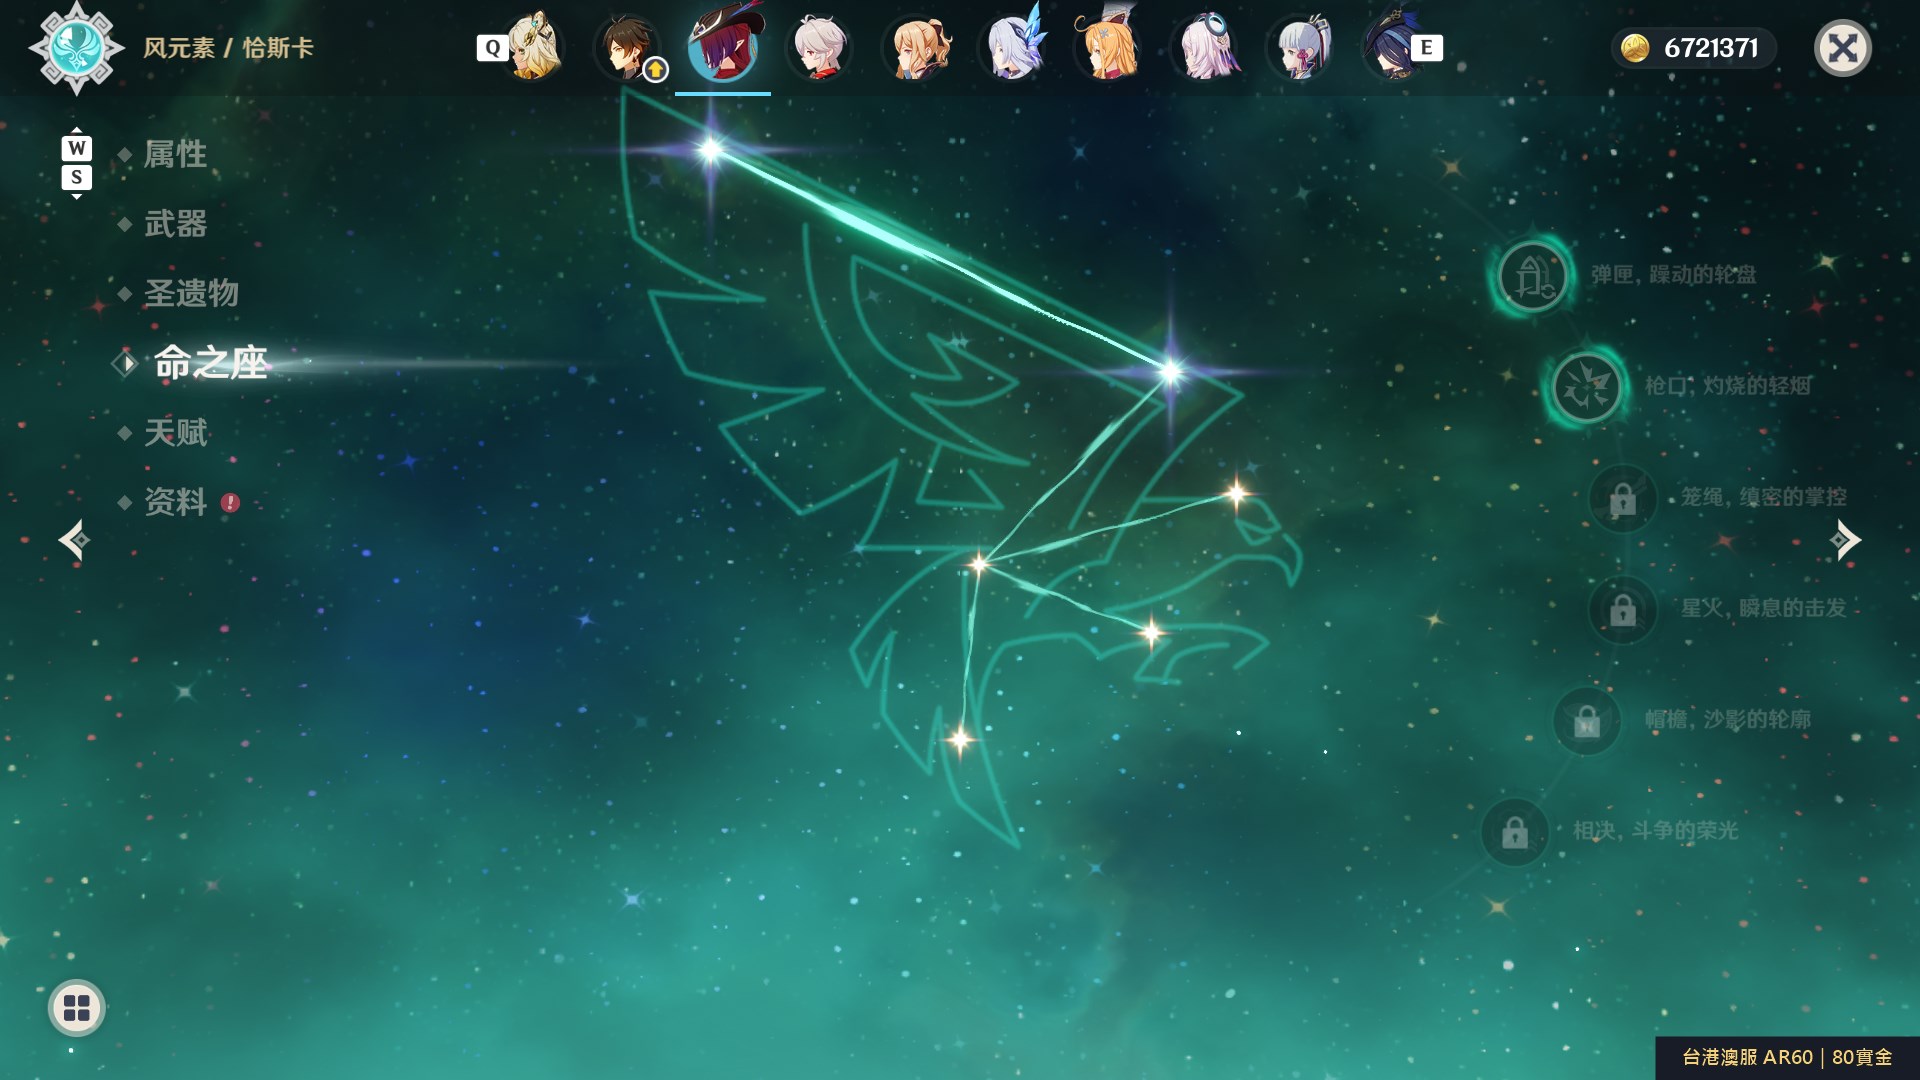 风元素 / 恰斯卡
Q
E
6721371
W
S
属性
武器
圣遗物
命之座
天赋
资料
弹匣，躁动的轮盘
枪口，灼烧的轻烟
笼绳，缜密的掌控
星火，瞬息的击发
帽檐，沙影的轮廓
相决，斗争的荣光
台港澳服 AR60 | 80實金